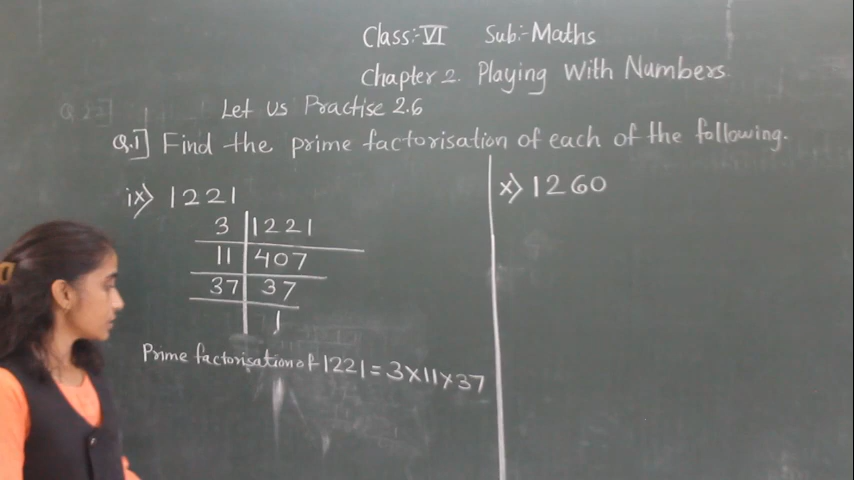 Class:- VI Sub:- Maths
Chapter 2. Playing With Numbers.
Let us Practise 2.6
Q.1] Find the prime factorisation of each of the following.
ix) 1221
3 | 1221
11 | 407
37 | 37
1
Prime factorisation of 1221 = 3×11×37
x) 1260